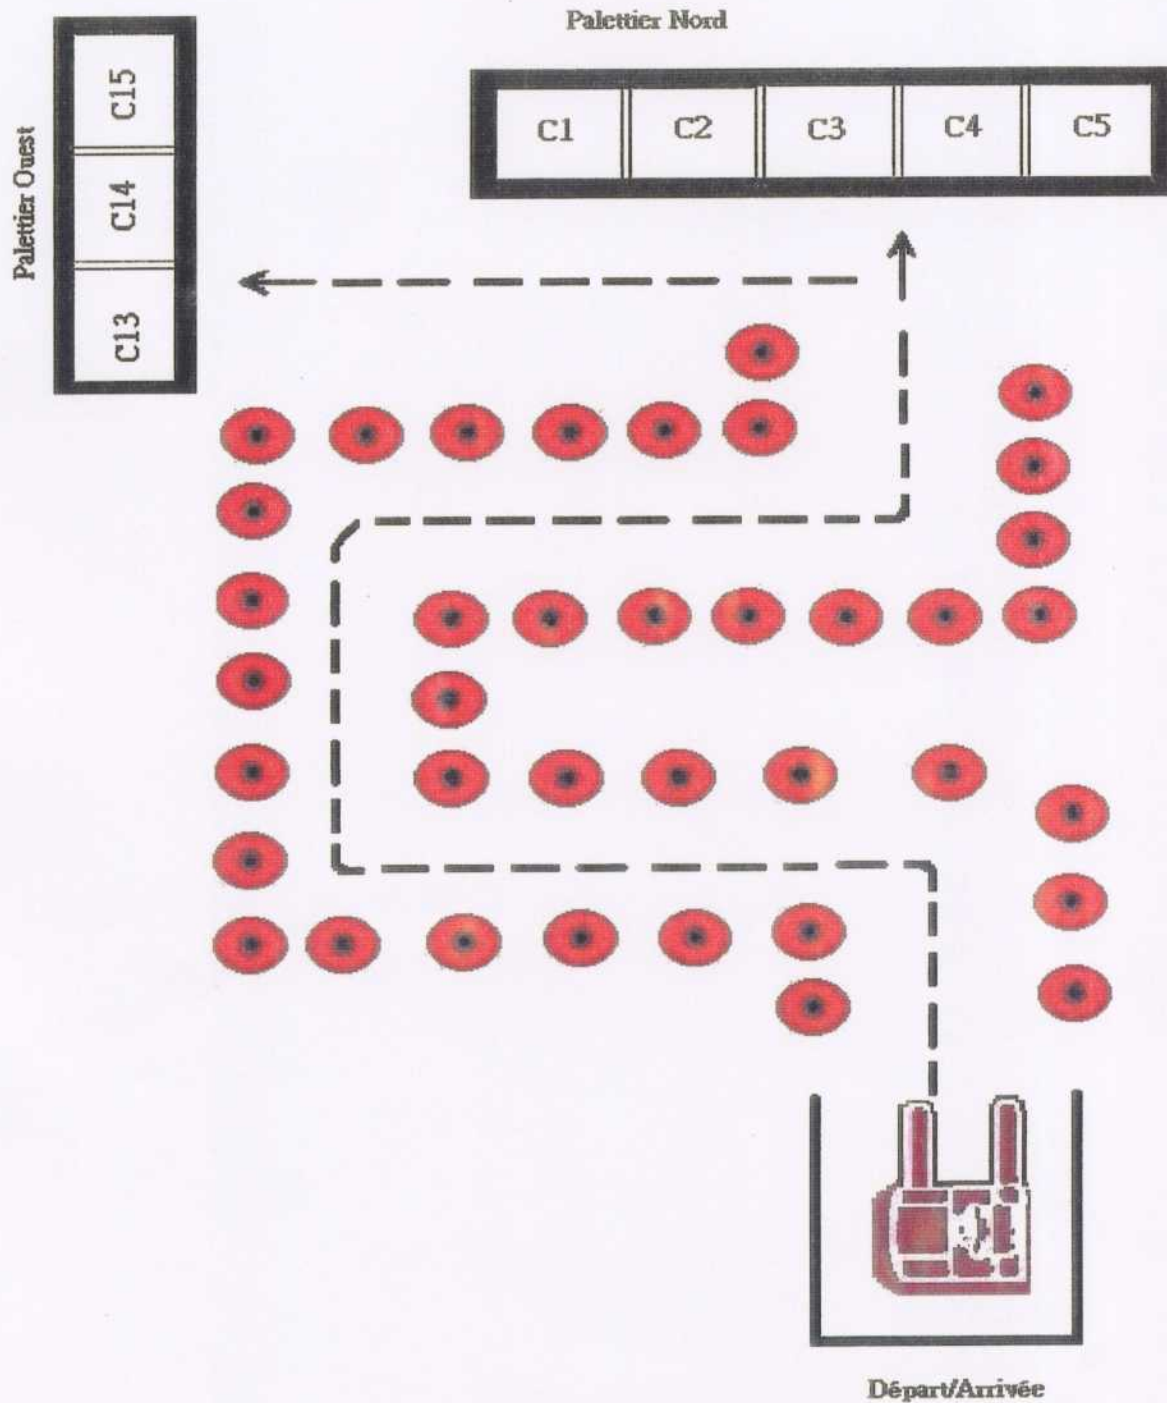 Palettier Nord
C1 C2 C3 C4 C5
Palettier Ouest
C15
C14
C13
Départ/Arrivée